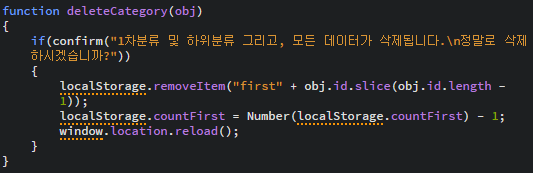 function deleteCategory(obj)
{
if(confirm("1차분류 및 하위분류 그리고, 모든 데이터가 삭제됩니다.\n정말로 삭제
하시겠습니까?"))
{
localStorage.removeItem("first" + obj.id.slice(obj.id.length -
1));
localStorage.countFirst = Number(localStorage.countFirst) - 1;
window.location.reload();
}
}